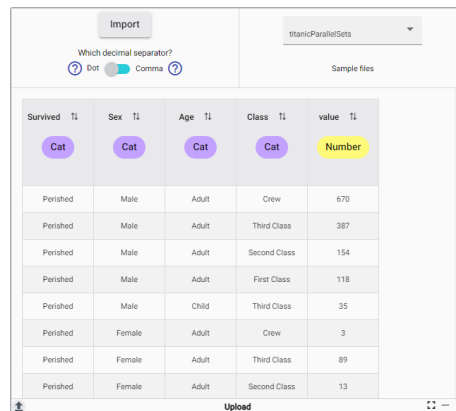 Import
titanicParallelSets
Which decimal separator?
? Dot Comma ?
Sample files
Survived Sex Age Class value
Cat Cat Cat Cat Number
Perished Male Adult Crew 670
Perished Male Adult Third Class 387
Perished Male Adult Second Class 154
Perished Male Adult First Class 118
Perished Male Child Third Class 35
Perished Female Adult Crew 3
Perished Female Adult Third Class 89
Perished Female Adult Second Class 13
Upload